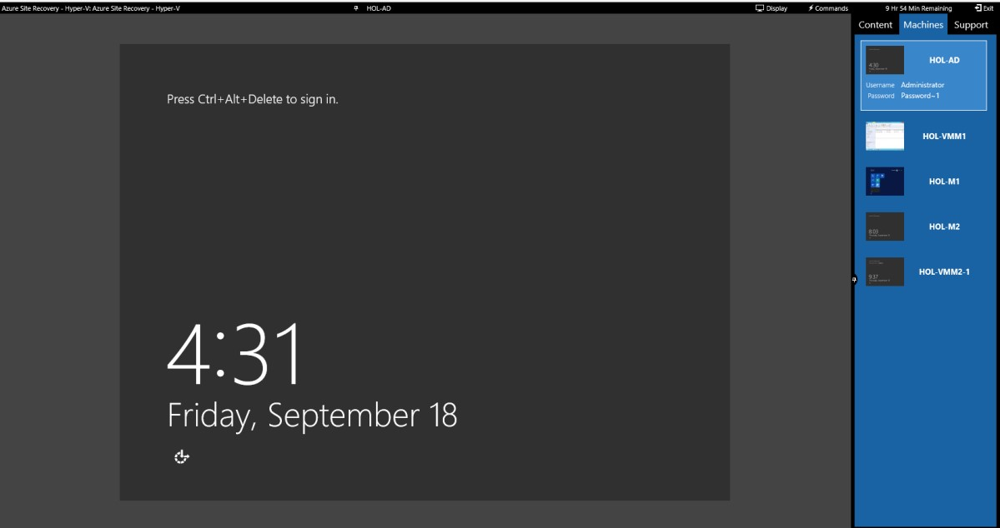 Azure Site Recovery - Hyper-V: Azure Site Recovery - Hyper-V
HOL-AD
Display
Commands
9 Hr 54 Min Remaining
Exit
Content Machines Support
Press Ctrl+Alt+Delete to sign in.
4:31
Friday, September 18
4:30
HOL-AD
Username Administrator
Password Password~1
HOL-VMM1
HOL-M1
8:03
HOL-M2
9:37
HOL-VMM2-1